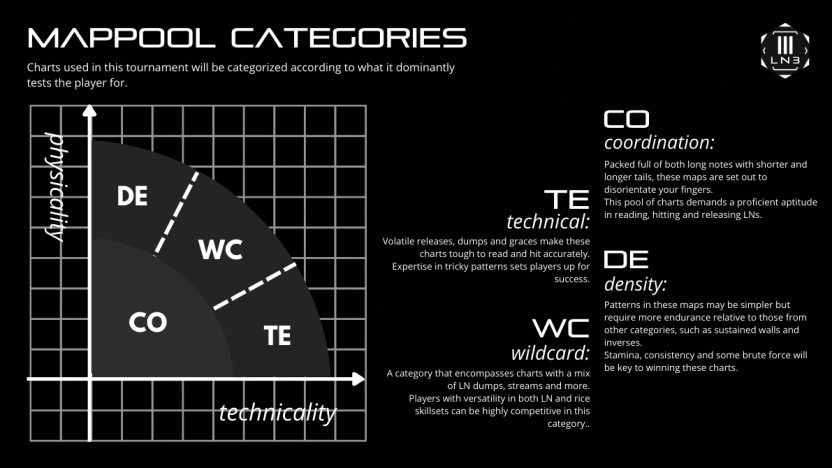 MAPPOOL CATEGORIES
Charts used in this tournament will be categorized according to what it dominantly
tests the player for.
LN3
physicality
DE
WC
CO
TE
technicality
TE
technical:
Volatile releases, dumps and graces make these
charts tough to read and hit accurately.
Expertise in tricky patterns sets players up for
success.
WC
wildcard:
A category that encompasses charts with a mix
of LN dumps, streams and more.
Players with versatility in both LN and rice
skillsets can be highly competitive in this
category..
CO
coordination:
Packed full of both long notes with shorter and
longer tails, these maps are set out to
disorientate your fingers.
This pool of charts demands a proficient aptitude
in reading, hitting and releasing LNs.
DE
density:
Patterns in these maps may be simpler but
require more endurance relative to those from
other categories, such as sustained walls and
inverses.
Stamina, consistency and some brute force will
be key to winning these charts.